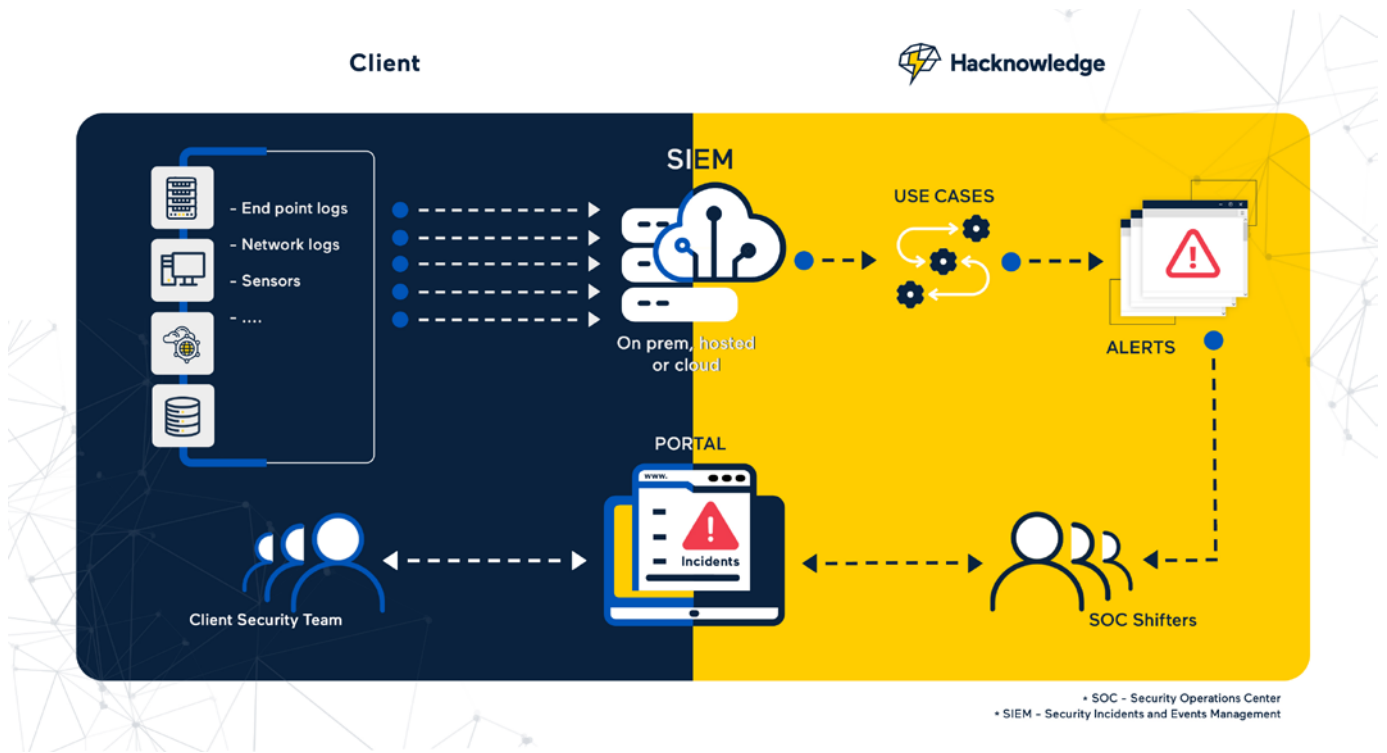 Client
Hacknowledge
SIEM
- End point logs
- Network logs
- Sensors
- ....
On prem, hosted
or cloud
USE CASES
ALERTS
PORTAL
www.
Incidents
Client Security Team
SOC Shifters
* SOC - Security Operations Center
* SIEM - Security Incidents and Events Management